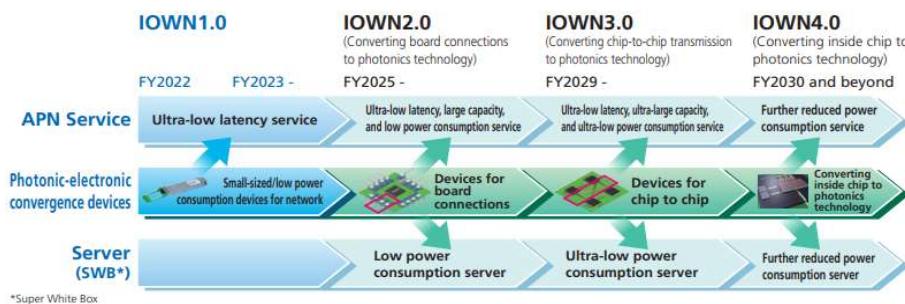 IOWN1.0
IOWN2.0
(Converting board connections
to photonics technology)
IOWN3.0
(Converting chip-to-chip transmission
to photonics technology)
IOWN4.0
(Converting inside chip to
photonics technology)
FY2022
FY2023 -
FY2025 -
FY2029 -
FY2030 and beyond
APN Service
Ultra-low latency service
Ultra-low latency, large capacity,
and low power consumption service
Ultra-low latency, ultra-large capacity,
and ultra-low power consumption service
Further reduced power
consumption service
Photonic-electronic
convergence devices
Small-sized/low power
consumption devices for network
Devices for
board
connections
Devices for
chip to chip
Converting
inside chip to
photonics
technology
Server
(SWB*)
Low power
consumption server
Ultra-low power
consumption server
Further reduced power
consumption server
*Super White Box